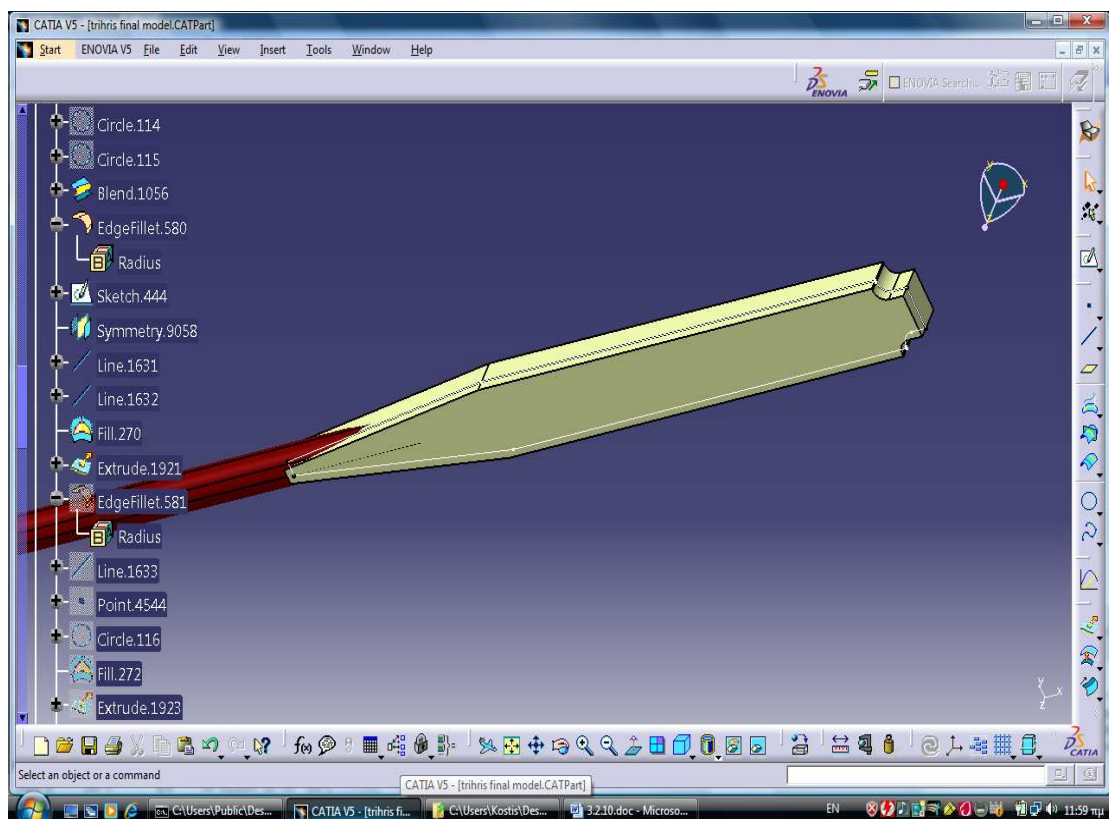 CATIA V5 - [trihris final model.CATPart]
Start ENOVIA V5 File Edit View Insert Tools Window Help
ENOVIA ENOVIA Search...
Circle.114
Circle.115
Blend.1056
EdgeFillet.580
Radius
Sketch.444
Symmetry.9058
Line.1631
Line.1632
Fill.270
Extrude.1921
EdgeFillet.581
Radius
Line.1633
Point.4544
Circle.116
Fill.272
Extrude.1923
y x z
f(x)
CATIA
Select an object or a command
CATIA V5 - [trihris final model.CATPart]
C:\Users\Public\Des... CATIA V5 - [trihris fi... C:\Users\Kostis\Des... 3.2.10.doc - Microso... EN 11:59 πμ